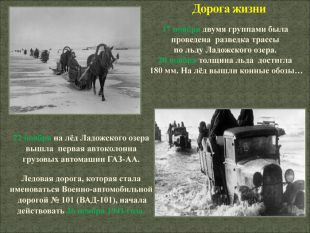 Дорога жизни
17 ноября двумя группами была
проведена разведка трассы
по льду Ладожского озера.
20 ноября толщина льда достигла
180 мм. На лёд вышли конные обозы…
22 ноября на лёд Ладожского озера
вышла первая автоколонна
грузовых автомашин ГАЗ-АА.
Ледовая дорога, которая стала
именоваться Военно-автомобильной
дорогой № 101 (ВАД-101), начала
действовать 26 ноября 1941 года.